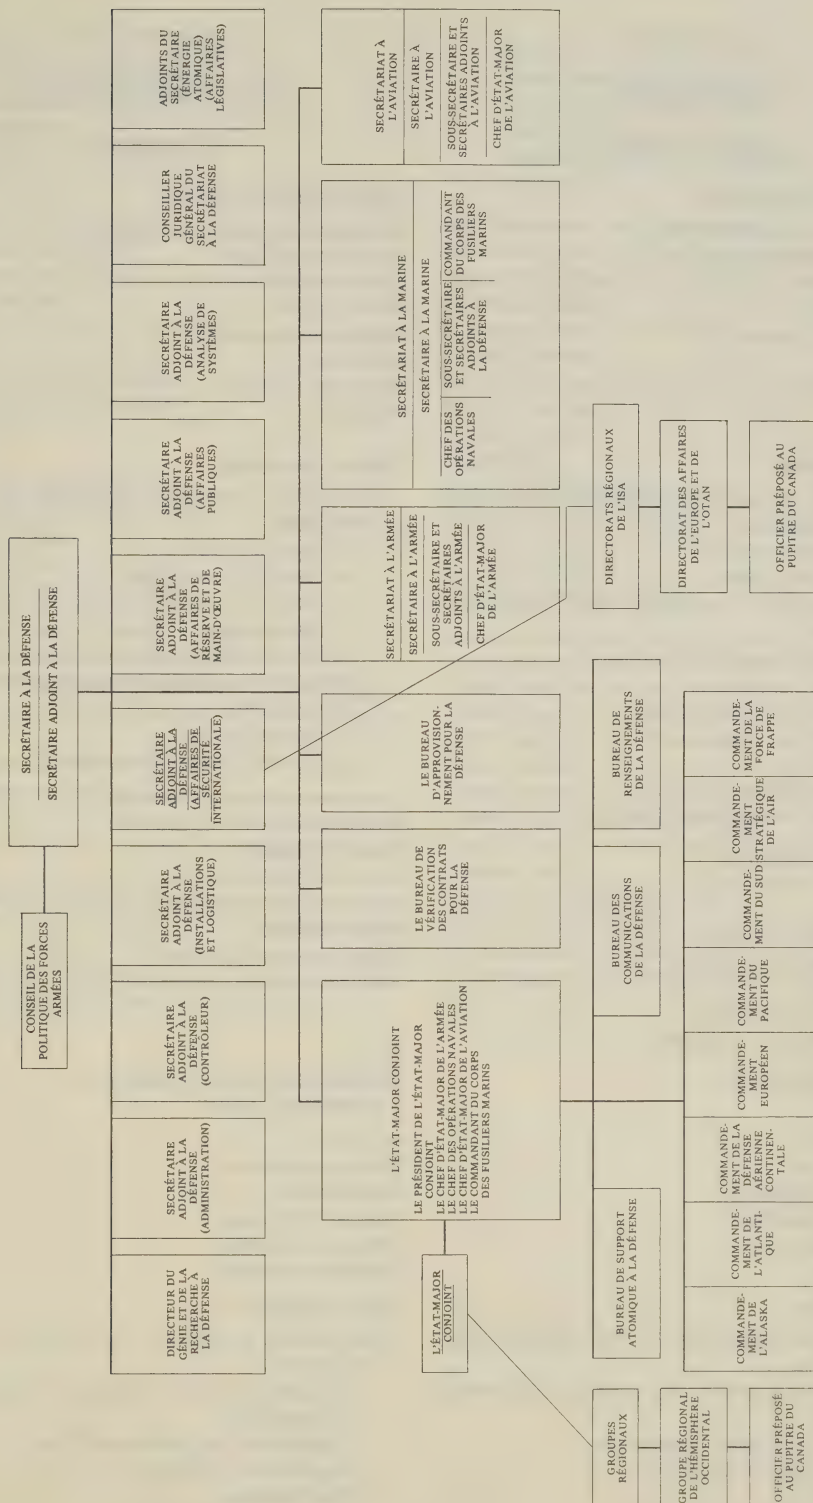 SECRÉTAIRE À LA DÉFENSE
SECRÉTAIRE ADJOINT À LA DÉFENSE
CONSEIL DE LA
POLITIQUE DES FORCES
ARMÉES
DIRECTEUR DU
GÉNIE ET DE LA
RECHERCHE À
LA DÉFENSE
SECRÉTAIRE
ADJOINT À LA
DÉFENSE
(ADMINISTRATION)
SECRÉTAIRE
ADJOINT À LA
DÉFENSE
(CONTRÔLEUR)
SECRÉTAIRE
ADJOINT À LA
DÉFENSE
(INSTALLATIONS
ET LOGISTIQUE)
SECRÉTAIRE
ADJOINT À LA
DÉFENSE
(AFFAIRES DE
SÉCURITÉ
INTERNATIONALE)
SECRÉTAIRE
ADJOINT À LA
DÉFENSE
(AFFAIRES DE
RÉSERVE ET DE
MAIN-D'ŒUVRE)
SECRÉTAIRE
ADJOINT À LA
DÉFENSE
(AFFAIRES
PUBLIQUES)
SECRÉTAIRE
ADJOINT À LA
DÉFENSE
(ANALYSE DE
SYSTÈMES)
CONSEILLER
JURIDIQUE
GÉNÉRAL DU
SECRÉTARIAT
À LA DÉFENSE
ADJOINTS DU
SECRÉTAIRE
(ÉNERGIE
ATOMIQUE)
(AFFAIRES
LÉGISLATIVES)
L'ÉTAT-MAJOR CONJOINT
LE PRÉSIDENT DE L'ÉTAT-MAJOR
CONJOINT
LE CHEF D'ÉTAT-MAJOR DE L'ARMÉE
LE CHEF DES OPÉRATIONS NAVALES
LE CHEF D'ÉTAT-MAJOR DE L'AVIATION
LE COMMANDANT DU CORPS
DES FUSILIERS MARINS
LE BUREAU DE
VÉRIFICATION
DES CONTRATS
POUR LA
DÉFENSE
LE BUREAU
D'APPROVISION-
NEMENT POUR LA
DÉFENSE
SECRÉTARIAT À L'ARMÉE
SECRÉTAIRE À L'ARMÉE
SOUS-SECRÉTAIRE ET
SECRÉTAIRES
ADJOINTS À L'ARMÉE
CHEF D'ÉTAT-MAJOR
DE L'ARMÉE
SECRÉTARIAT À LA MARINE
SECRÉTAIRE À LA MARINE
CHEF DES
OPÉRATIONS
NAVALES
SOUS-SECRÉTAIRE
ET SECRÉTAIRES
ADJOINTS À
LA DÉFENSE
COMMANDANT
DU CORPS DES
FUSILIERS
MARINS
SECRÉTARIAT À
L'AVIATION
SECRÉTAIRE À
L'AVIATION
SOUS-SECRÉTAIRE ET
SECRÉTAIRES ADJOINTS
À L'AVIATION
CHEF D'ÉTAT-MAJOR
DE L'AVIATION
L'ÉTAT-MAJOR
CONJOINT
BUREAU DE SUPPORT
ATOMIQUE À LA DÉFENSE
BUREAU DES
COMMUNICATIONS
DE LA DÉFENSE
BUREAU DE
RENSEIGNEMENTS
DE LA DÉFENSE
DIRECTORATS RÉGIONAUX
DE L'ISA
DIRECTORAT DES AFFAIRES
DE L'EUROPE ET DE
L'OTAN
OFFICIER PRÉPOSÉ AU
PUPITRE DU CANADA
GROUPES
RÉGIONAUX
GROUPE RÉGIONAL
DE L'HÉMISPHÈRE
OCCIDENTAL
OFFICIER PRÉPOSÉ
AU PUPITRE DU
CANADA
COMMANDE-
MENT DE
L'ALASKA
COMMANDE-
MENT DE
L'ATLANTI-
QUE
COMMANDE-
MENT DE LA
DÉFENSE
AÉRIENNE
CONTINEN-
TALE
COMMANDE-
MENT
EUROPÉEN
COMMANDE-
MENT DU
PACIFIQUE
COMMANDE-
MENT DU SUD
COMMANDE-
MENT
STRATÉGIQUE
DE L'AIR
COMMANDE-
MENT DE LA
FORCE DE
FRAPPE